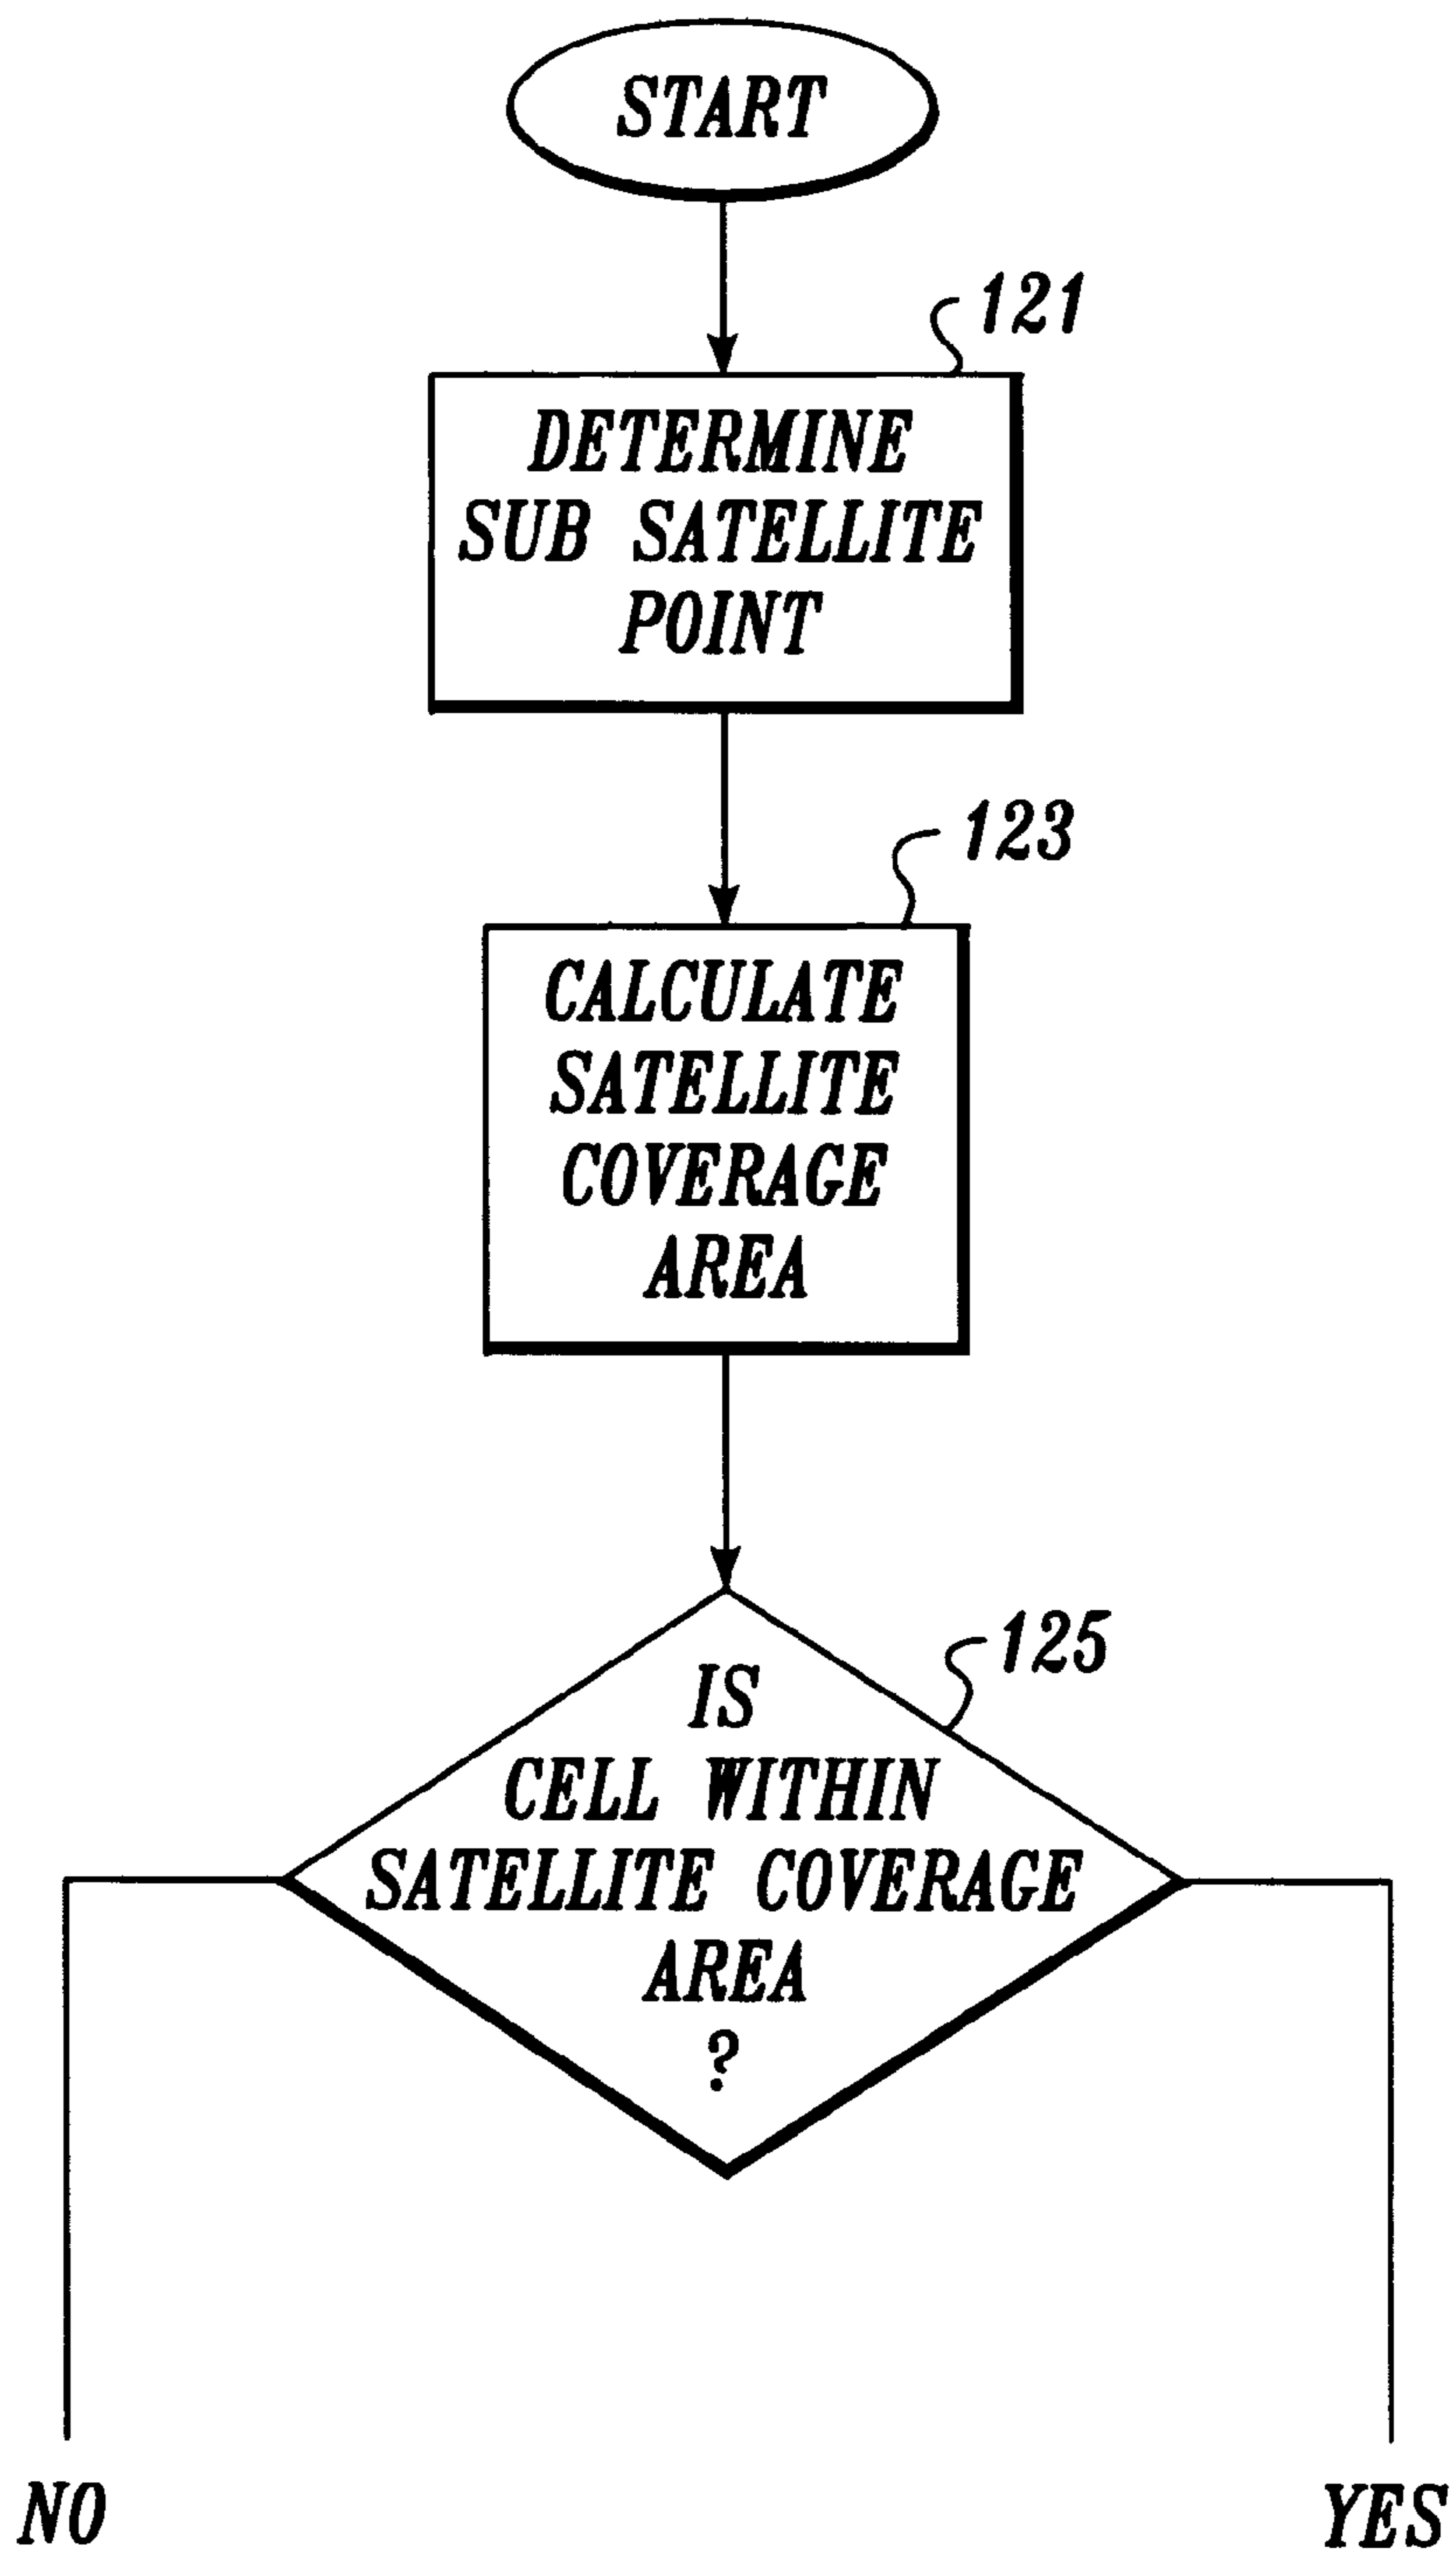 START
121
DETERMINE
SUB SATELLITE
POINT
123
CALCULATE
SATELLITE
COVERAGE
AREA
125
IS
CELL WITHIN
SATELLITE COVERAGE
AREA
?
NO
YES